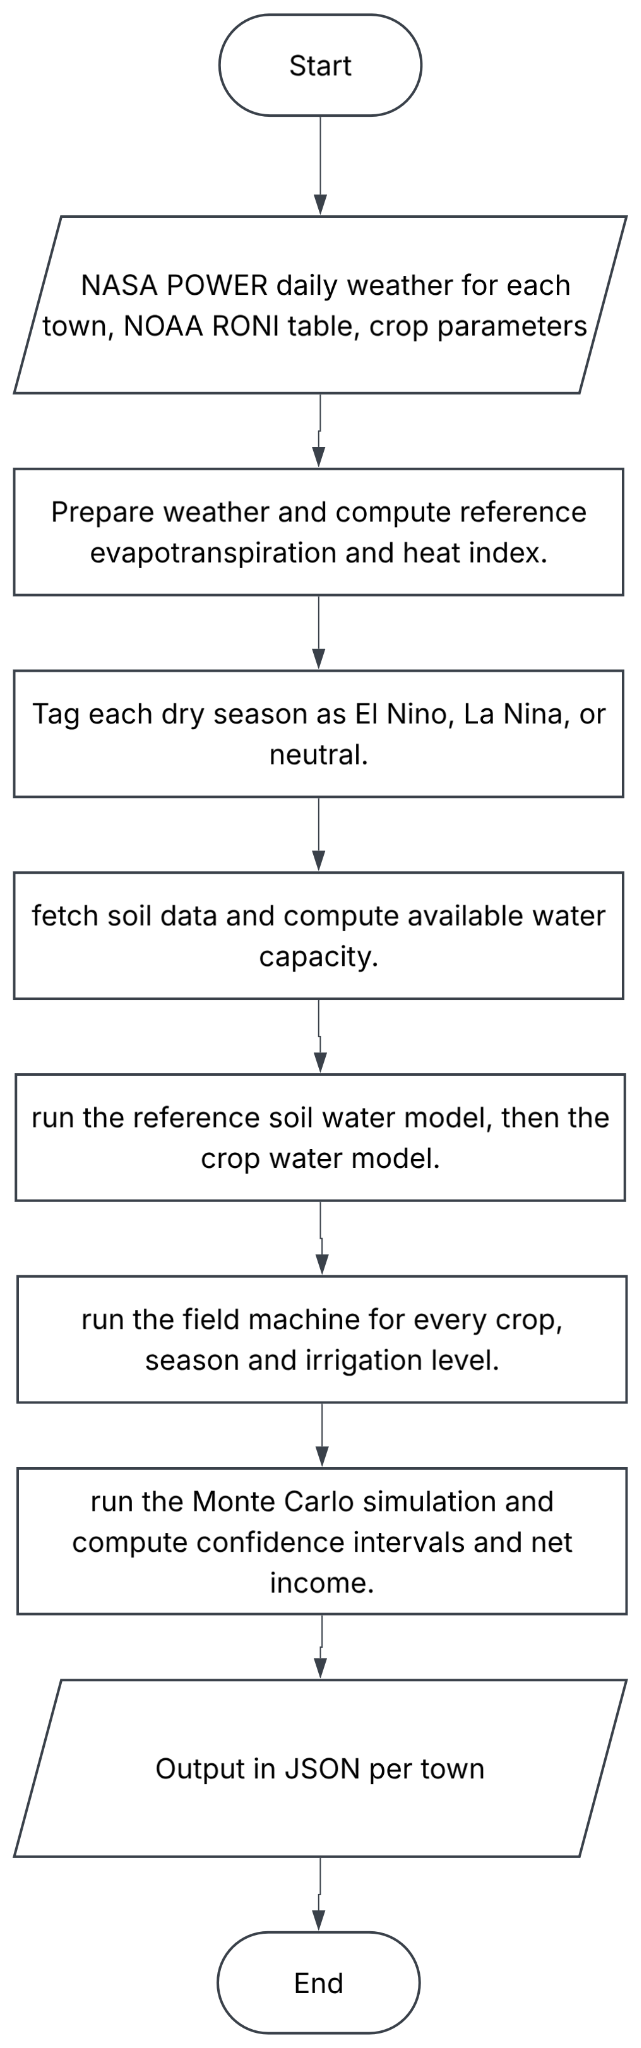 Start
NASA POWER daily weather for each
town, NOAA RONI table, crop parameters
Prepare weather and compute reference
evapotranspiration and heat index.
Tag each dry season as El Nino, La Nina, or
neutral.
fetch soil data and compute available water
capacity.
run the reference soil water model, then the
crop water model.
run the field machine for every crop,
season and irrigation level.
run the Monte Carlo simulation and
compute confidence intervals and net
income.
Output in JSON per town
End